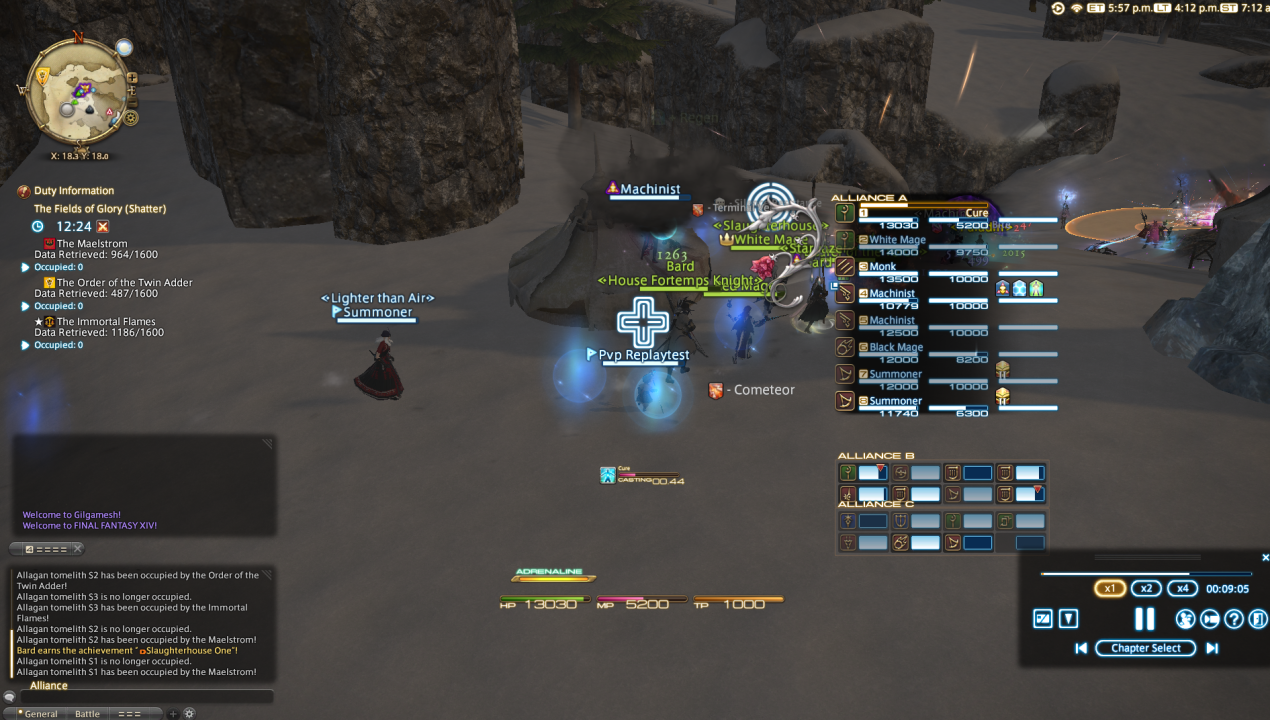 ET 5:57 p.m. LT 4:12 p.m. ST 7:12 a
N
X: 18.3 Y: 18.0
Duty Information
The Fields of Glory (Shatter)
12:24
The Maelstrom
Data Retrieved: 964/1600
Occupied: 0
The Order of the Twin Adder
Data Retrieved: 487/1600
Occupied: 0
The Immortal Flames
Data Retrieved: 1186/1600
Occupied: 0
Machinist
White Mage
1263
Bard
<House Fortemps Knight>
<Lighter than Air>
Summoner
Pvp Replaytest
- Cometeor
Cure
CASTING 00.44
ADRENALINE
HP 13030 MP 5200 TP 1000
ALLIANCE A
1 Cure
13030 5200
2 White Mage
14000 9750
3 Monk
13500 10000
4 Machinist
10779 10000
5 Machinist
12500 10000
6 Black Mage
12000 8200
7 Summoner
12000 10000
8 Summoner
11740 6300
ALLIANCE B
ALLIANCE C
Welcome to Gilgamesh!
Welcome to FINAL FANTASY XIV!
4
Allagan tomelith S2 has been occupied by the Order of the
Twin Adder!
Allagan tomelith S3 is no longer occupied.
Allagan tomelith S3 has been occupied by the Immortal
Flames!
Allagan tomelith S2 is no longer occupied.
Allagan tomelith S2 has been occupied by the Maelstrom!
Bard earns the achievement "Slaughterhouse One"!
Allagan tomelith S1 is no longer occupied.
Allagan tomelith S1 has been occupied by the Maelstrom!
Alliance
General Battle
x1 x2 x4 00:09:05
Chapter Select